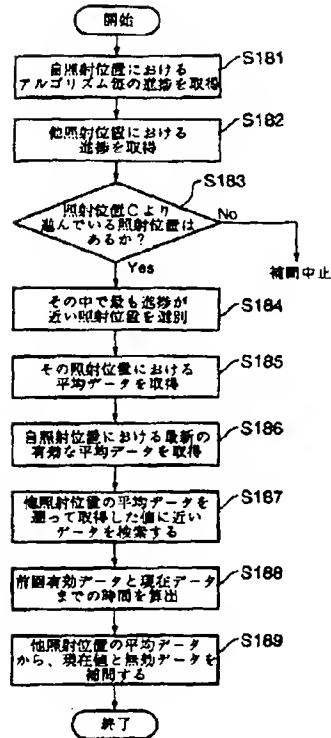 開始
自照射位置における
アルゴリズム毎の進捗を取得
S181
他照射位置における
進捗を取得
S182
照射位置Cより
進んでいる照射位置は
あるか?
S183
No
補間中止
Yes
その中で最も進捗が
近い照射位置を選別
S184
その照射位置における
平均データを取得
S185
自照射位置における最新の
有効な平均データを取得
S186
他照射位置の平均データを
遡って取得した値に近い
データを検索する
S187
前回有効データと現在データ
までの時間を算出
S188
他照射位置の平均データ
から、現在値と無効データを
補間する
S189
終了